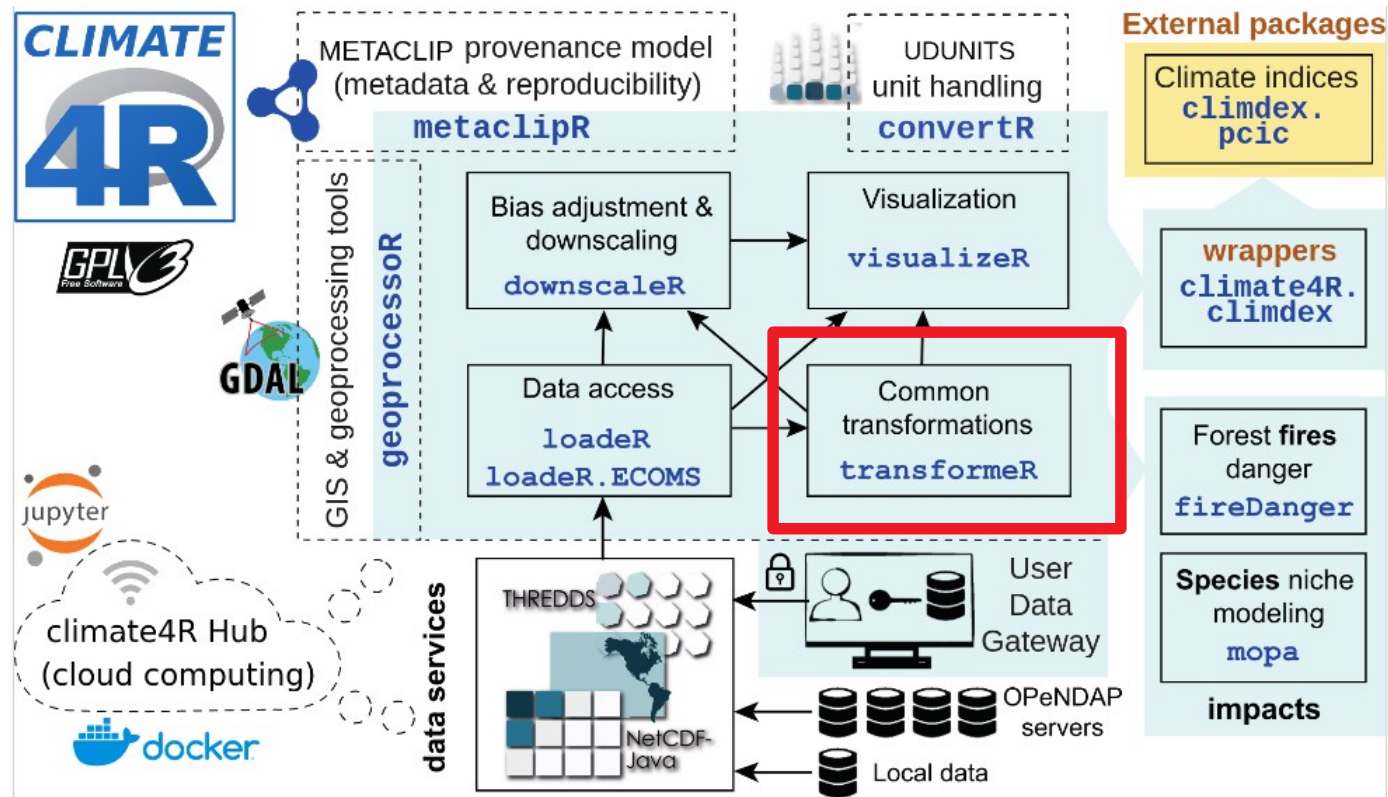 CLIMATE
4R
GPL v3
Free Software
METACLIP provenance model
(metadata & reproducibility)
metaclipR
UDUNITS
unit handling
convertR
External packages
Climate indices
climdex.
pcic
GIS & geoprocessing tools
geoprocessoR
GDAL
Bias adjustment &
downscaling
downscaleR
Visualization
visualizeR
wrappers
climate4R.
climdex
Data access
loadeR
loadeR.ECOMS
Common
transformations
transformeR
Forest fires
danger
fireDanger
Species niche
modeling
mopa
impacts
jupyter
climate4R Hub
(cloud computing)
docker
data services
THREDDS
NetCDF-
Java
User
Data
Gateway
OPeNDAP
servers
Local data